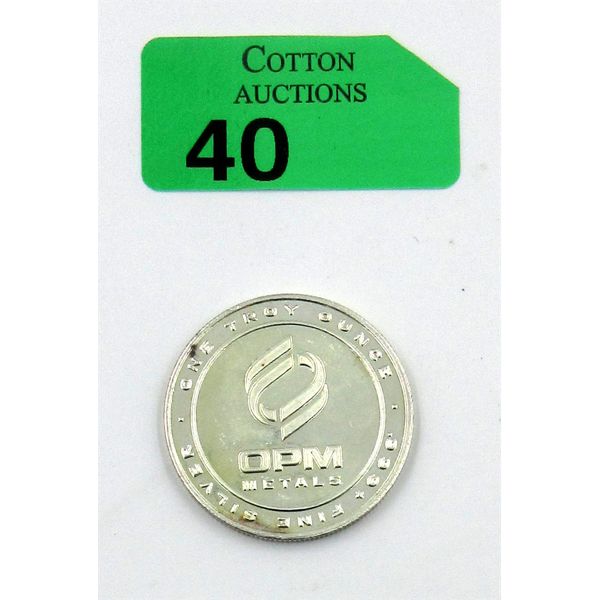 COTTON
AUCTIONS
40
· ONE TROY OUNCE ·
OPM
METALS
.999+ FINE SILVER